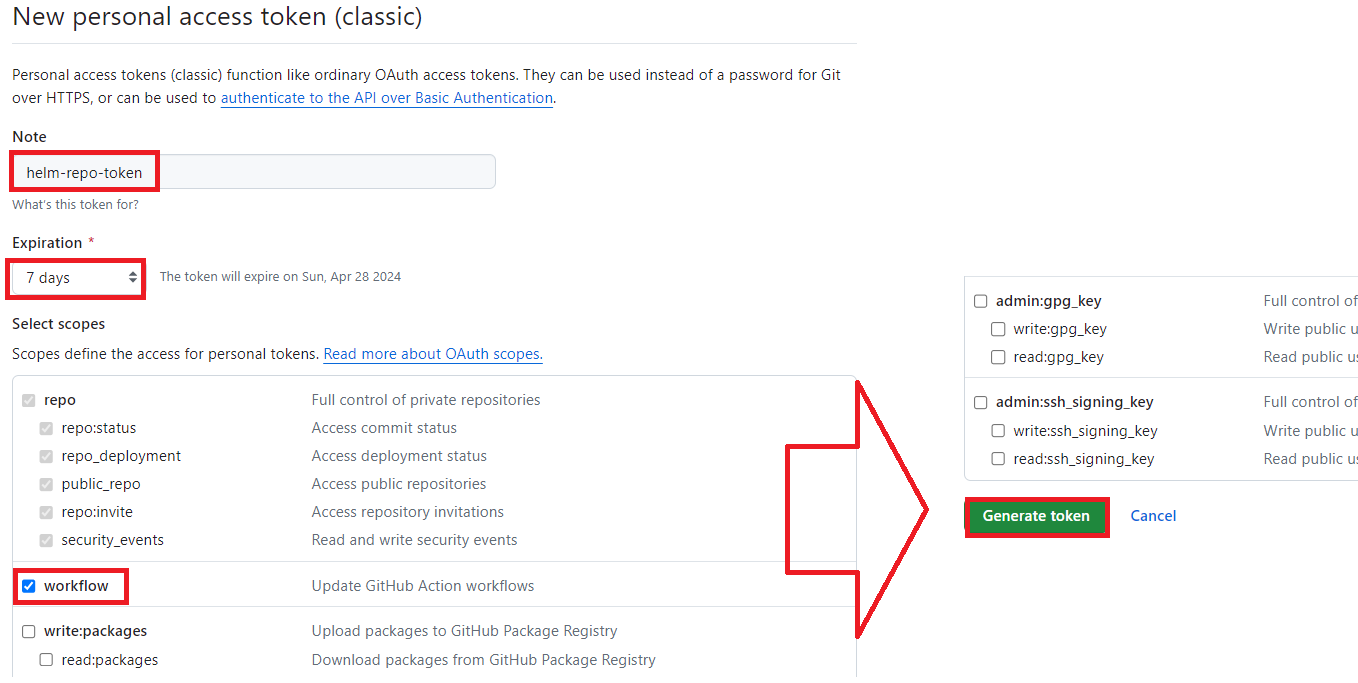 New personal access token (classic)
Personal access tokens (classic) function like ordinary OAuth access tokens. They can be used instead of a password for Git
over HTTPS, or can be used to authenticate to the API over Basic Authentication.
Note
helm-repo-token
What's this token for?
Expiration *
7 days
The token will expire on Sun, Apr 28 2024
Select scopes
Scopes define the access for personal tokens. Read more about OAuth scopes.
repo Full control of private repositories
repo:status Access commit status
repo_deployment Access deployment status
public_repo Access public repositories
repo:invite Access repository invitations
security_events Read and write security events
workflow Update GitHub Action workflows
write:packages Upload packages to GitHub Package Registry
read:packages Download packages from GitHub Package Registry
admin:gpg_key Full control of
write:gpg_key Write public u
read:gpg_key Read public us
admin:ssh_signing_key Full control of
write:ssh_signing_key Write public u
read:ssh_signing_key Read public us
Generate token Cancel